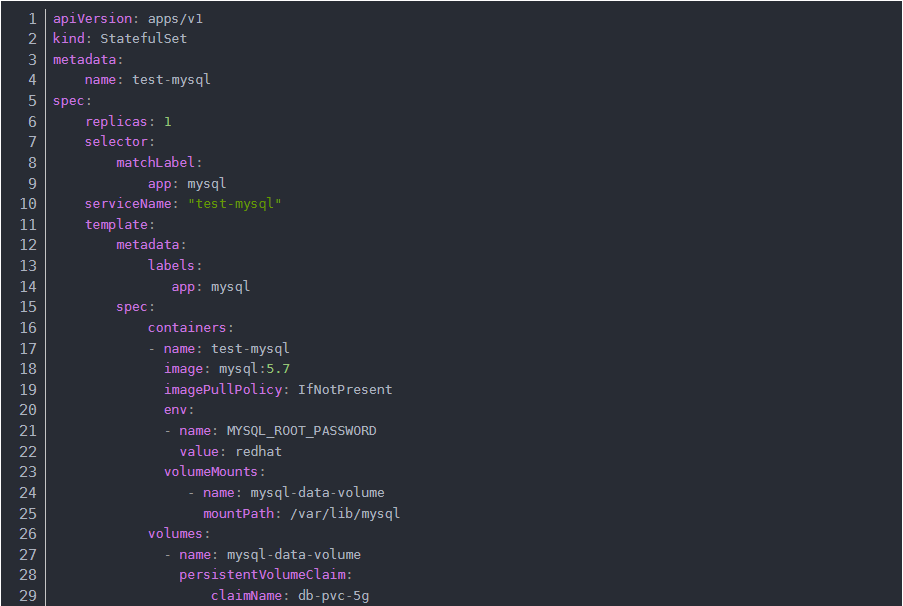 1 apiVersion: apps/v1
2 kind: StatefulSet
3 metadata:
4     name: test-mysql
5 spec:
6     replicas: 1
7     selector:
8         matchLabel:
9             app: mysql
10     serviceName: "test-mysql"
11     template:
12         metadata:
13             labels:
14                app: mysql
15         spec:
16             containers:
17             - name: test-mysql
18               image: mysql:5.7
19               imagePullPolicy: IfNotPresent
20               env:
21               - name: MYSQL_ROOT_PASSWORD
22                 value: redhat
23               volumeMounts:
24                  - name: mysql-data-volume
25                    mountPath: /var/lib/mysql
26             volumes:
27               - name: mysql-data-volume
28                 persistentVolumeClaim:
29                     claimName: db-pvc-5g